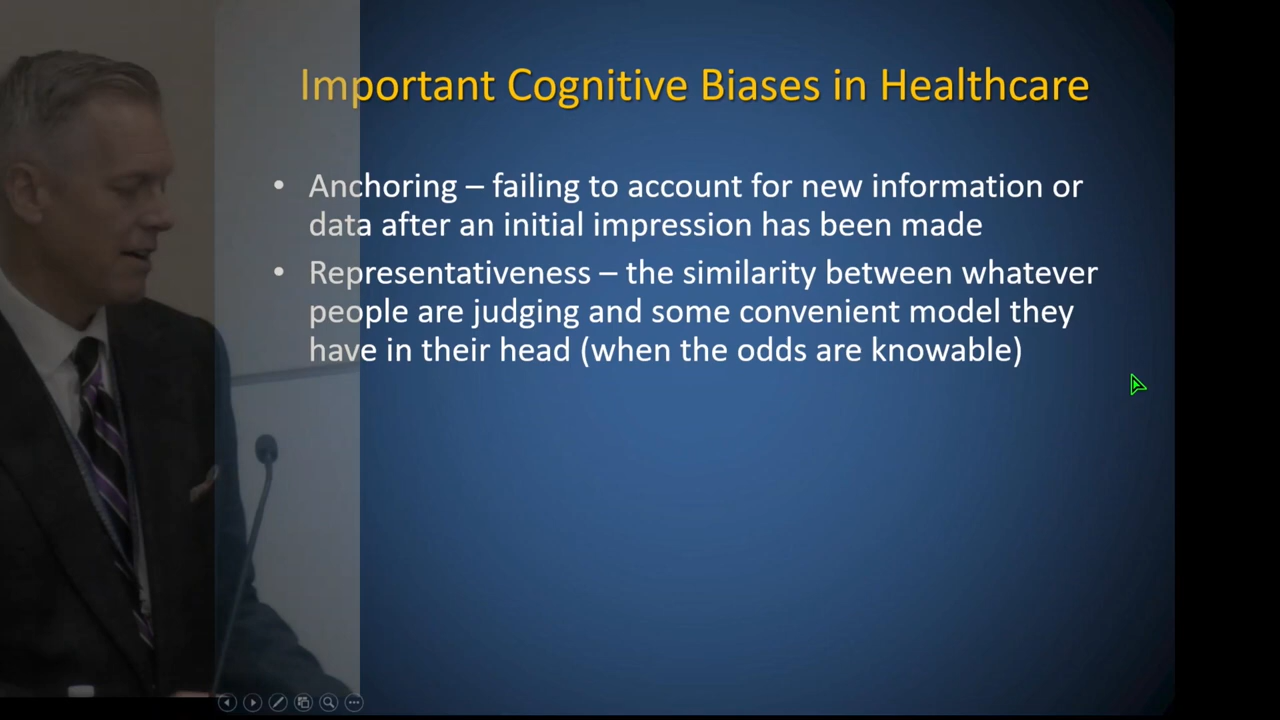 Important Cognitive Biases in Healthcare
• Anchoring – failing to account for new information or
data after an initial impression has been made
• Representativeness – the similarity between whatever
people are judging and some convenient model they
have in their head (when the odds are knowable)